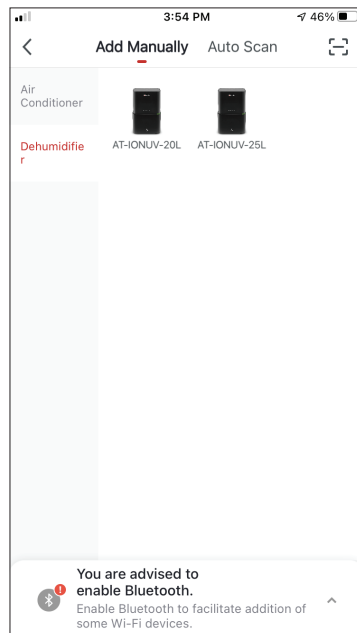 3:54 PM
46%
Add Manually Auto Scan
Air
Conditioner
Dehumidifie
r
AT-IONUV-20L AT-IONUV-25L
You are advised to
enable Bluetooth.
Enable Bluetooth to facilitate addition of
some Wi-Fi devices.